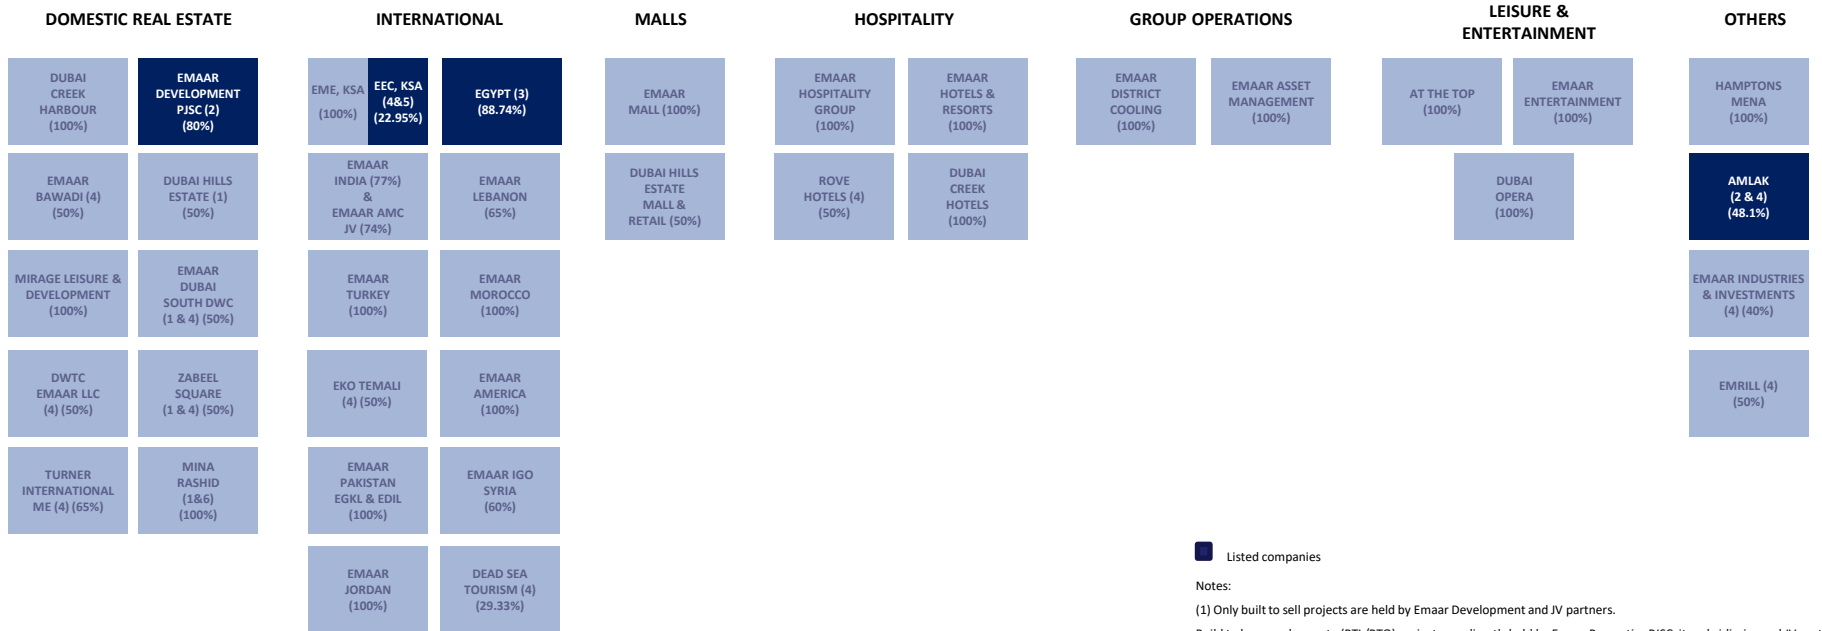 DOMESTIC REAL ESTATE
INTERNATIONAL
MALLS
HOSPITALITY
GROUP OPERATIONS
LEISURE &
ENTERTAINMENT
OTHERS
DUBAI
CREEK
HARBOUR
(100%)
EMAAR
DEVELOPMENT
PJSC (2)
(80%)
EMAAR
BAWADI (4)
(50%)
DUBAI HILLS
ESTATE (1)
(50%)
MIRAGE LEISURE &
DEVELOPMENT
(100%)
EMAAR
DUBAI
SOUTH DWC
(1 & 4) (50%)
DWTC
EMAAR LLC
(4) (50%)
ZABEEL
SQUARE
(1 & 4) (50%)
TURNER
INTERNATIONAL
ME (4) (65%)
MINA
RASHID
(1&6)
(100%)
EME, KSA
(100%)
EEC, KSA
(4&5)
(22.95%)
EGYPT (3)
(88.74%)
EMAAR
INDIA (77%)
&
EMAAR AMC
JV (74%)
EMAAR
LEBANON
(65%)
EMAAR
TURKEY
(100%)
EMAAR
MOROCCO
(100%)
EKO TEMALI
(4) (50%)
EMAAR
AMERICA
(100%)
EMAAR
PAKISTAN
EGKL & EDIL
(100%)
EMAAR IGO
SYRIA
(60%)
EMAAR
JORDAN
(100%)
DEAD SEA
TOURISM (4)
(29.33%)
EMAAR
MALL (100%)
DUBAI HILLS
ESTATE
MALL &
RETAIL (50%)
EMAAR
HOSPITALITY
GROUP
(100%)
EMAAR
HOTELS &
RESORTS
(100%)
ROVE
HOTELS (4)
(50%)
DUBAI
CREEK
HOTELS
(100%)
EMAAR
DISTRICT
COOLING
(100%)
EMAAR ASSET
MANAGEMENT
(100%)
AT THE TOP
(100%)
EMAAR
ENTERTAINMENT
(100%)
DUBAI
OPERA
(100%)
HAMPTONS
MENA
(100%)
AMLAK
(2 & 4)
(48.1%)
EMAAR INDUSTRIES
& INVESTMENTS
(4) (40%)
EMRILL (4)
(50%)
Listed companies
Notes:
(1) Only built to sell projects are held by Emaar Development and JV partners.